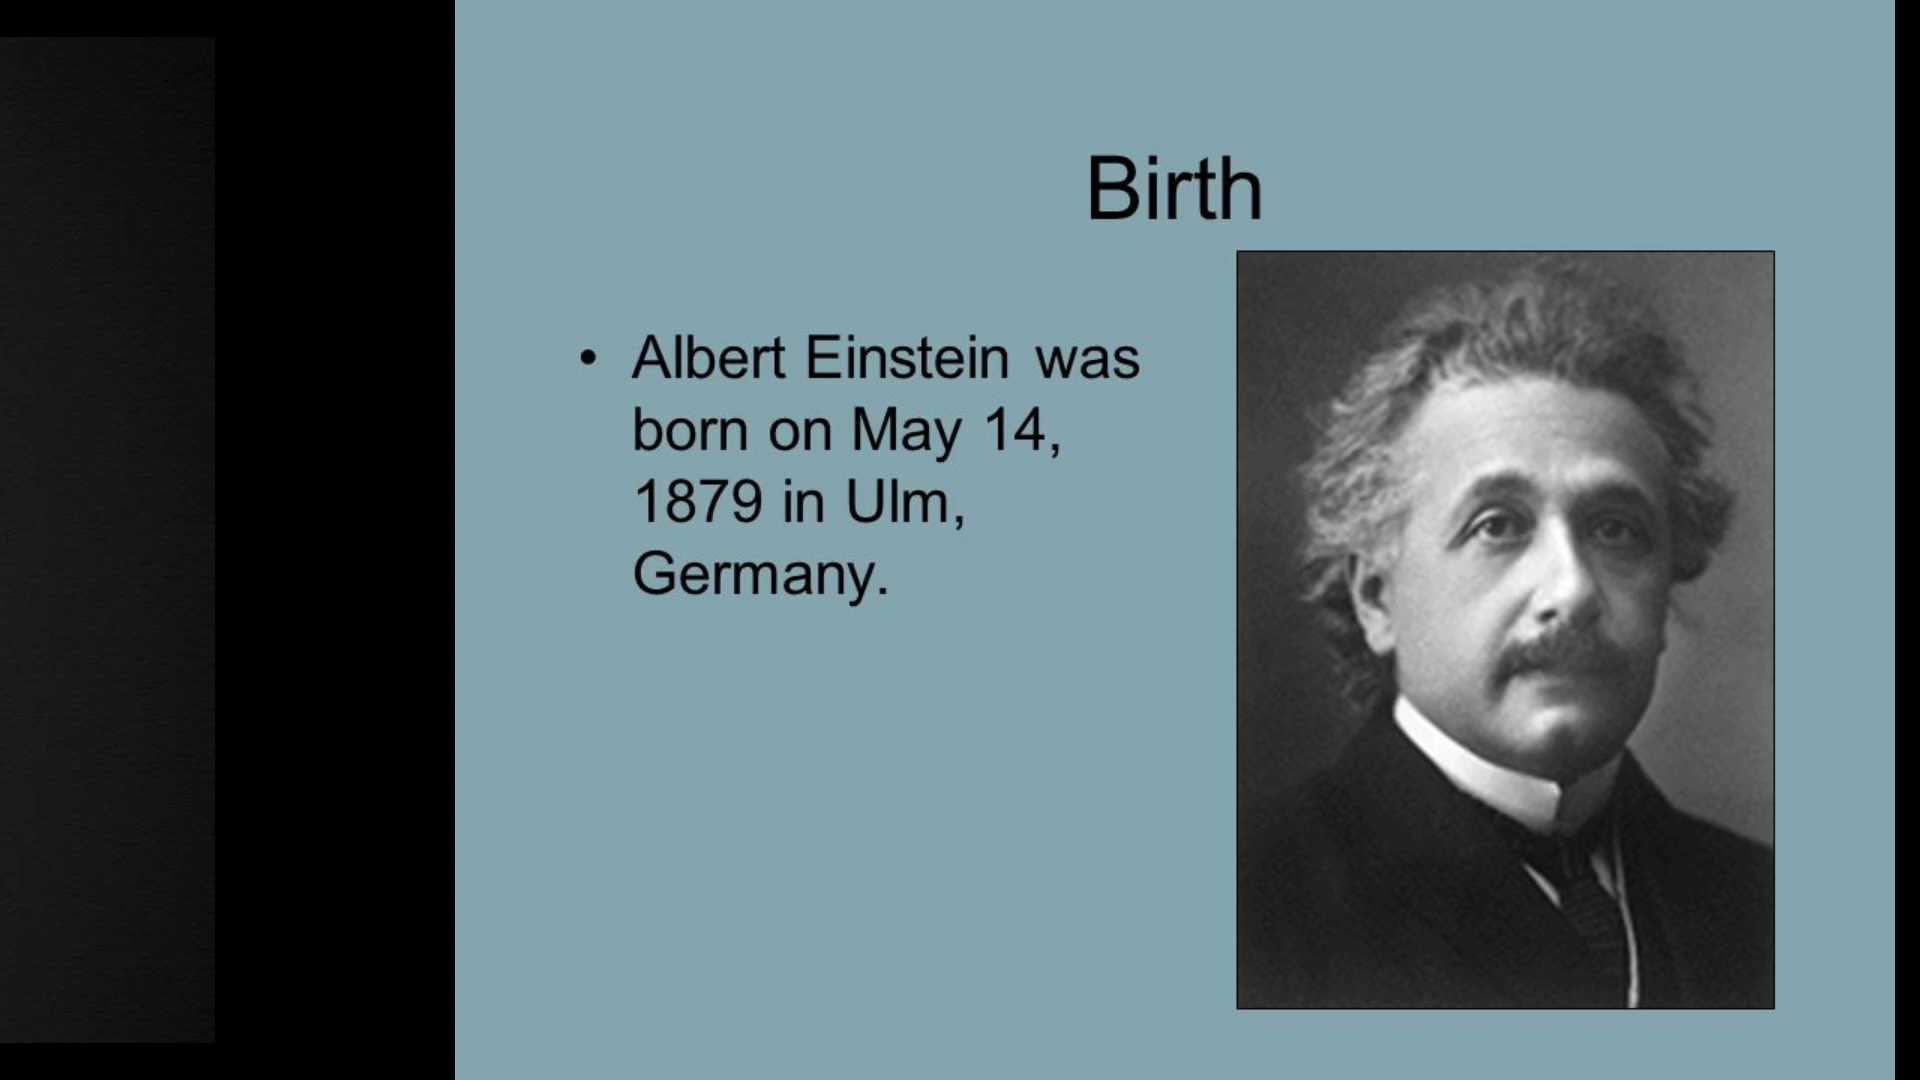 Birth
• Albert Einstein was
born on May 14,
1879 in Ulm,
Germany.